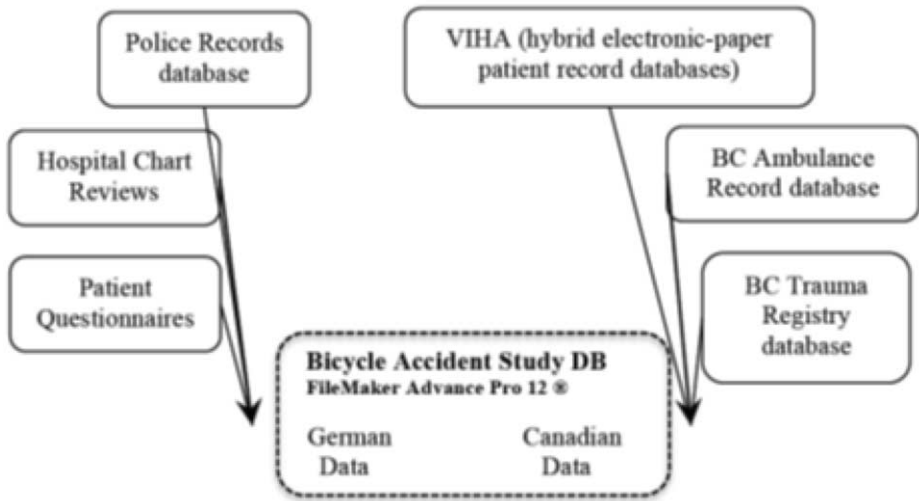 Police Records
database
VIHA (hybrid electronic-paper
patient record databases)
Hospital Chart
Reviews
BC Ambulance
Record database
Patient
Questionnaires
BC Trauma
Registry
database
Bicycle Accident Study DB
FileMaker Advance Pro 12 ®
German
Data
Canadian
Data